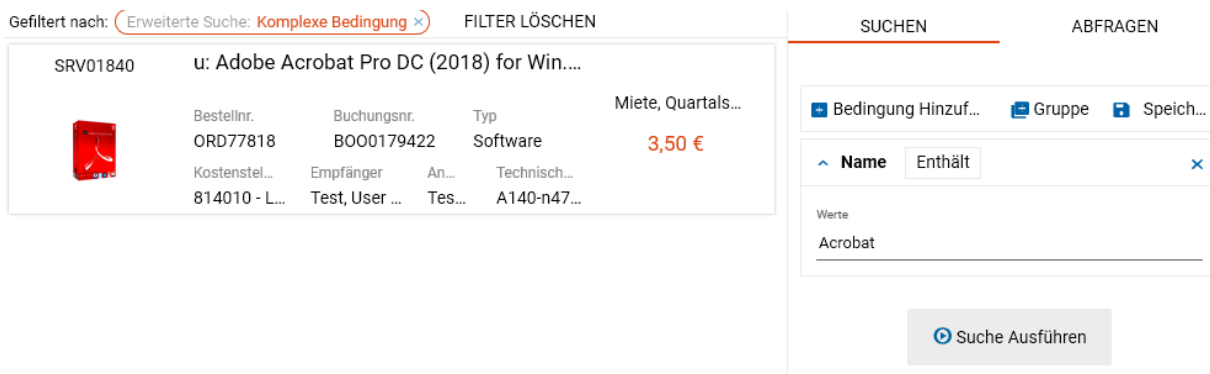 Gefiltert nach: Erweiterte Suche: Komplexe Bedingung × FILTER LÖSCHEN
SUCHEN ABFRAGEN
SRV01840 u: Adobe Acrobat Pro DC (2018) for Win....
Miete, Quartals...
3,50 €
Bestellnr. Buchungsnr. Typ
ORD77818 BOO0179422 Software
Kostenstel... Empfänger An... Technisch...
814010 - L... Test, User ... Tes... A140-n47...
Bedingung Hinzuf... Gruppe Speich...
Name Enthält ×
Werte
Acrobat
Suche Ausführen